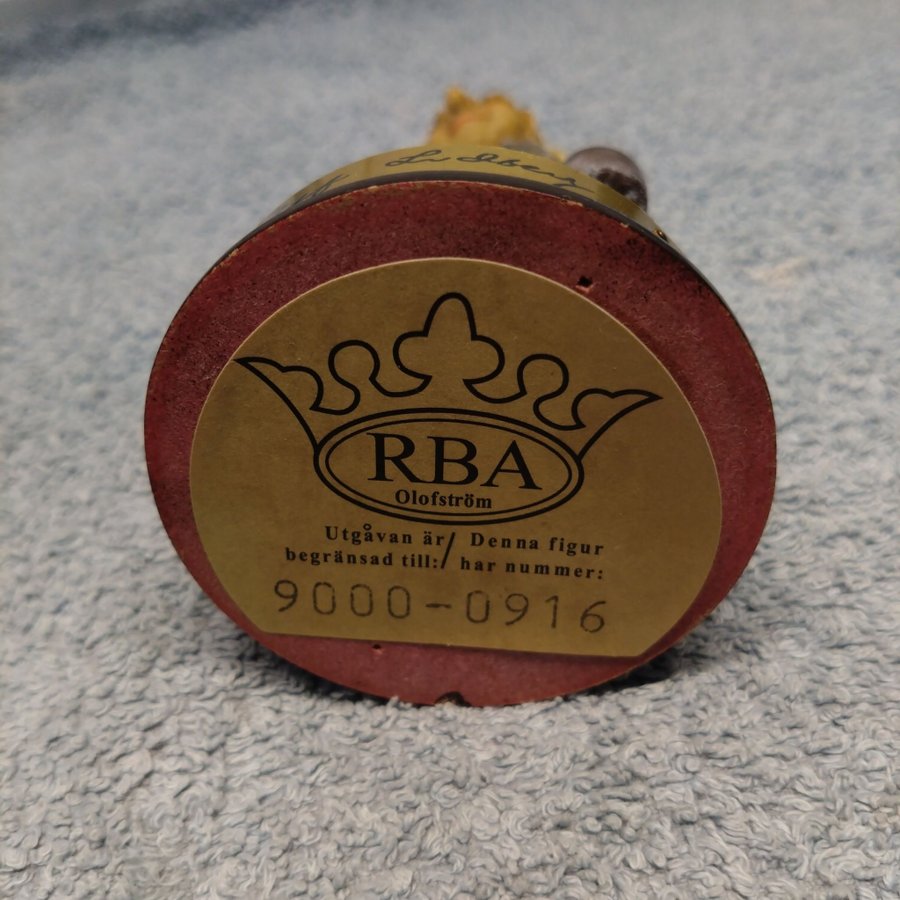 RBA
Olofström
Utgåvan är / Denna figur
begränsad till: / har nummer:
9000-0916